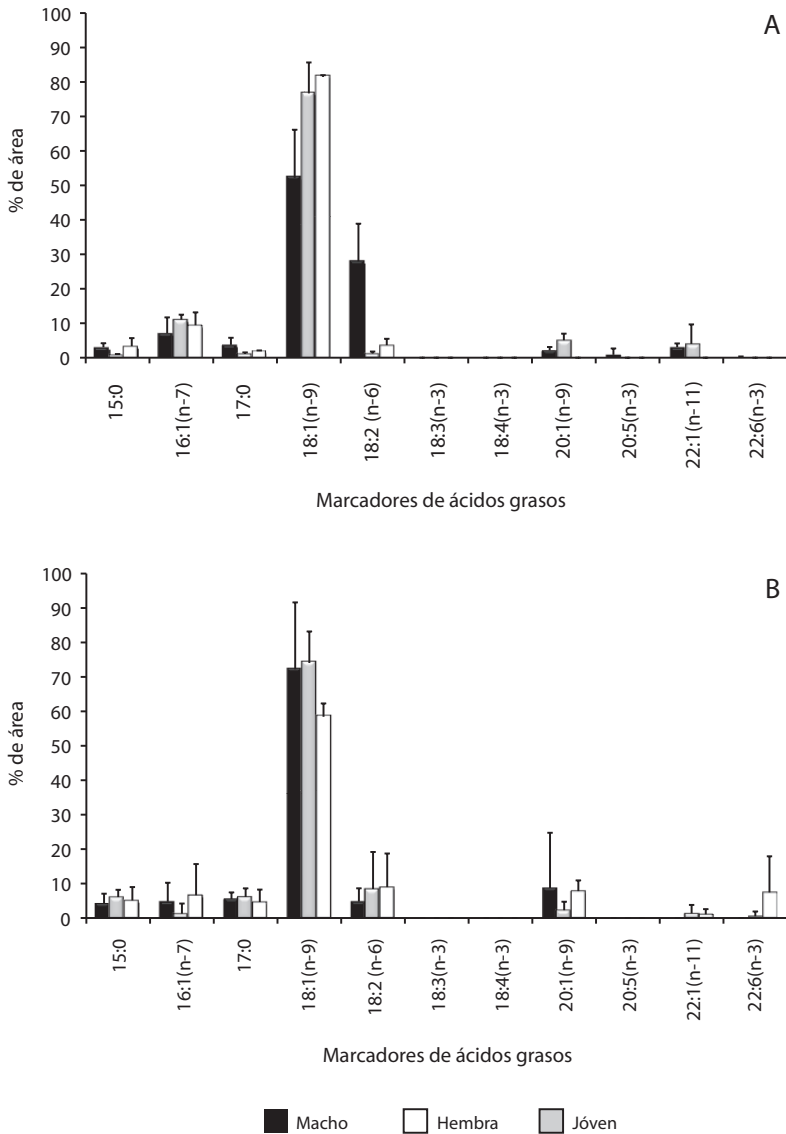 A
100
90
80
70
60
50
40
30
20
10
0
% de área
15:0
16:1(n-7)
17:0
18:1(n-9)
18:2 (n-6)
18:3(n-3)
18:4(n-3)
20:1(n-9)
20:5(n-3)
22:1(n-11)
22:6(n-3)
Marcadores de ácidos grasos
B
100
90
80
70
60
50
40
30
20
10
0
% de área
15:0
16:1(n-7)
17:0
18:1(n-9)
18:2 (n-6)
18:3(n-3)
18:4(n-3)
20:1(n-9)
20:5(n-3)
22:1(n-11)
22:6(n-3)
Marcadores de ácidos grasos
Macho
Hembra
Jóven